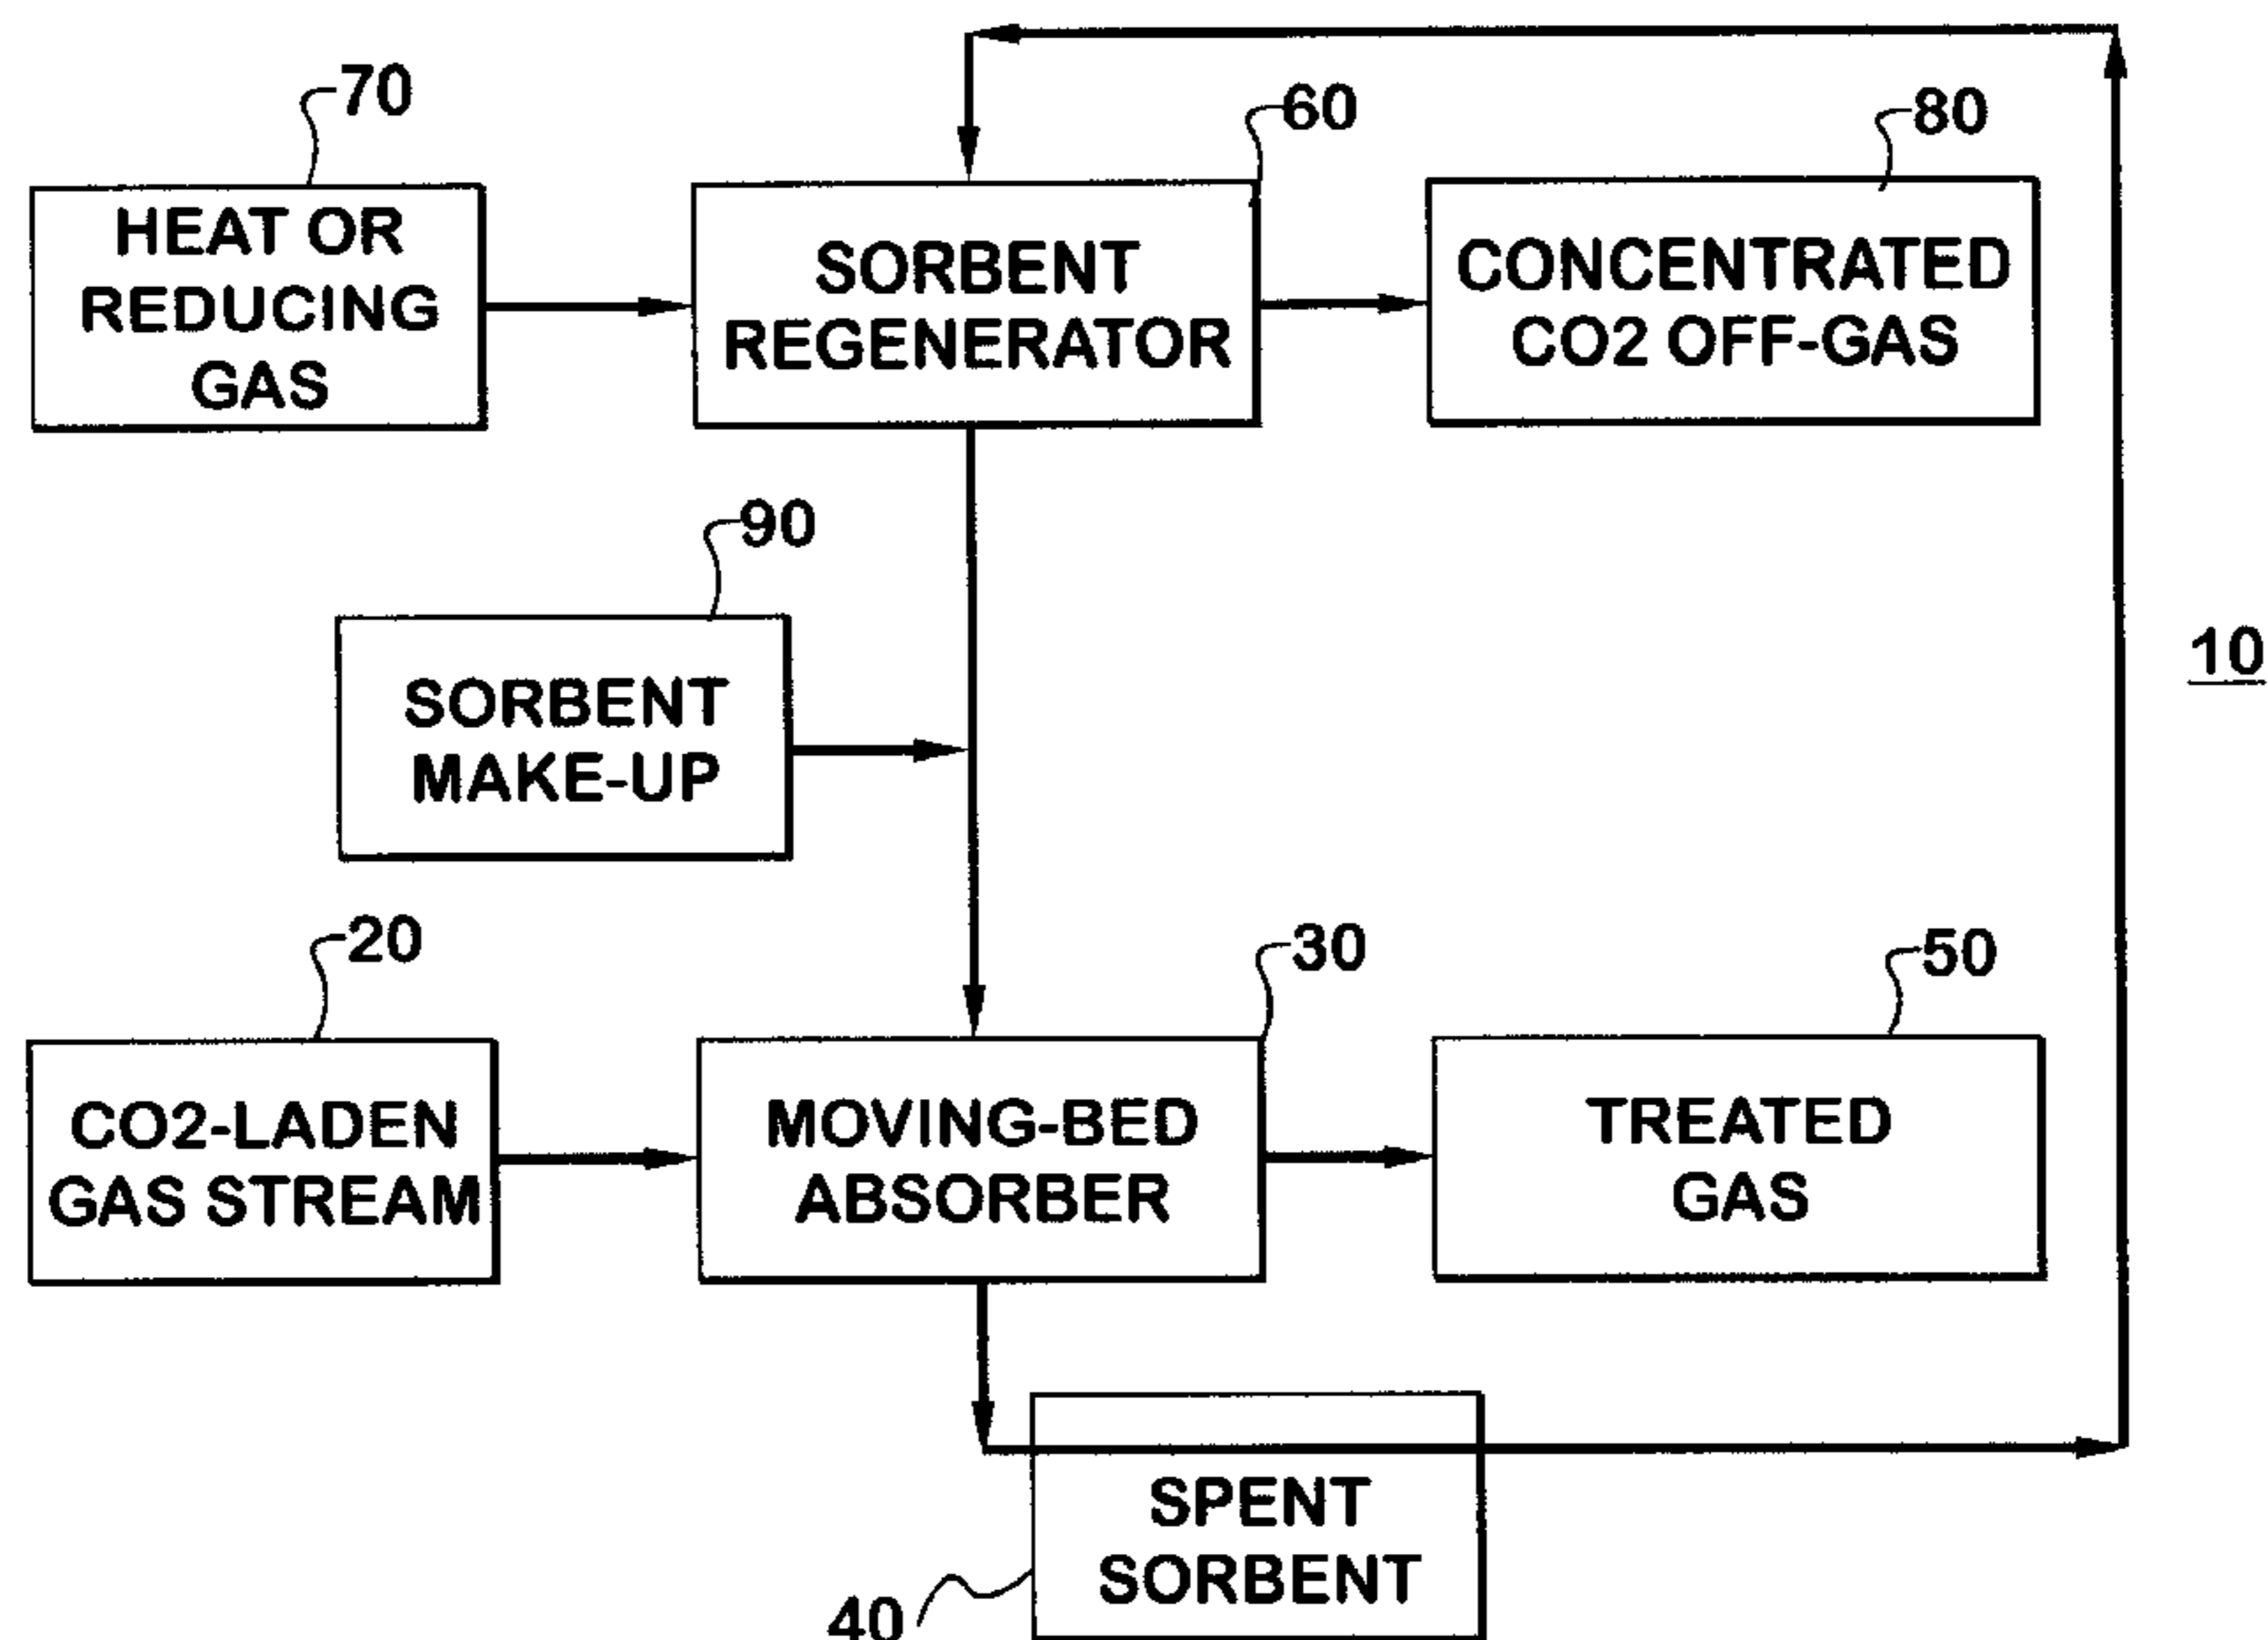 70
60
80
HEAT OR
REDUCING
GAS
SORBENT
REGENERATOR
CONCENTRATED
CO2 OFF-GAS
90
10
SORBENT
MAKE-UP
20
30
50
CO2-LADEN
GAS STREAM
MOVING-BED
ABSORBER
TREATED
GAS
SPENT
SORBENT
40